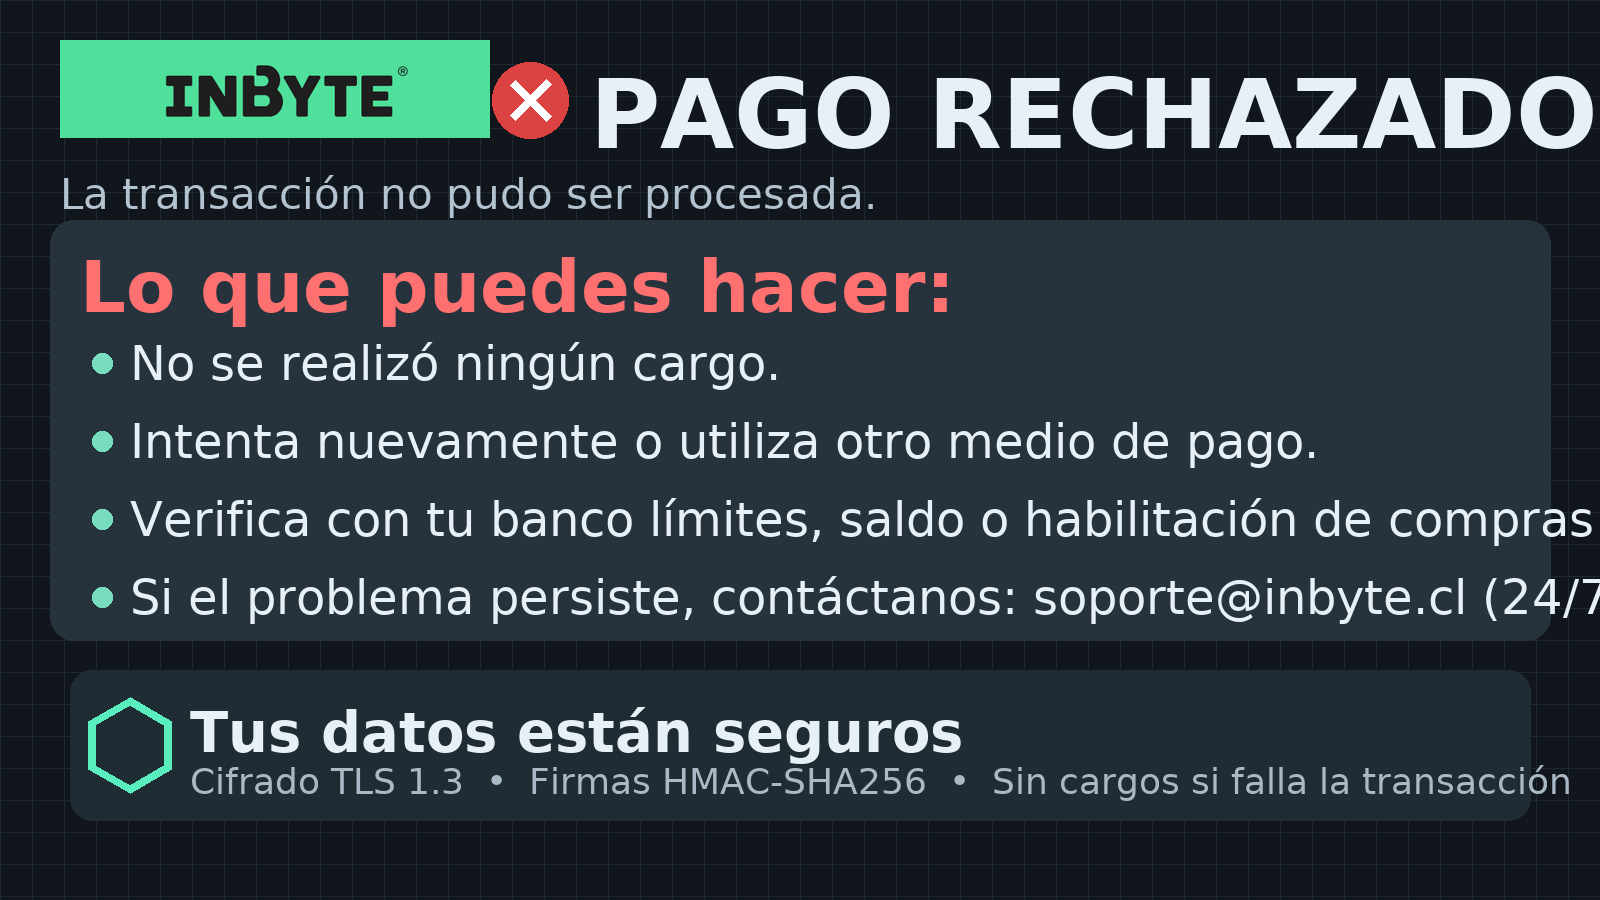 INBYTE®
PAGO RECHAZADO
La transacción no pudo ser procesada.
Lo que puedes hacer:
• No se realizó ningún cargo.
• Intenta nuevamente o utiliza otro medio de pago.
• Verifica con tu banco límites, saldo o habilitación de compras
• Si el problema persiste, contáctanos: soporte@inbyte.cl (24/7
Tus datos están seguros
Cifrado TLS 1.3 • Firmas HMAC-SHA256 • Sin cargos si falla la transacción